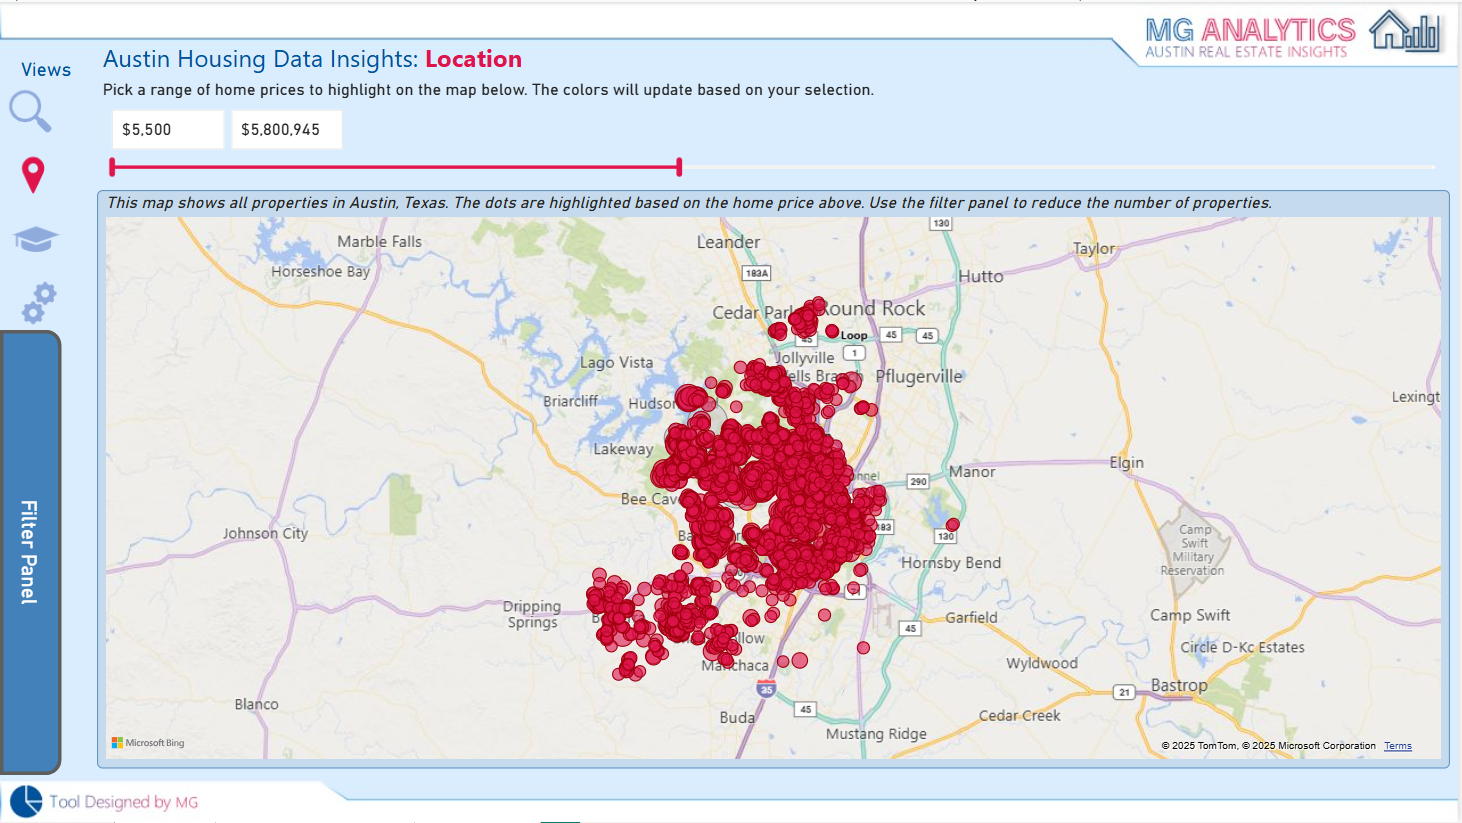 MG ANALYTICS
AUSTIN REAL ESTATE INSIGHTS
Views
Austin Housing Data Insights: Location
Pick a range of home prices to highlight on the map below. The colors will update based on your selection.
$5,500
$5,800,945
This map shows all properties in Austin, Texas. The dots are highlighted based on the home price above. Use the filter panel to reduce the number of properties.
130
Marble Falls
Leander
Taylor
Horseshoe Bay
183A
Hutto
Cedar Park
Round Rock
Loop
45
45
45
1
Jollyville
Wells Branch
Lago Vista
Pflugerville
Briarcliff
Hudson
Lexingt
Lakeway
Elgin
Manor
290
Bee Cav
183
130
Johnson City
Camp
Swift
Military
Reservation
Hornsby Bend
Dripping
Springs
Garfield
Camp Swift
45
Circle D-Kc Estates
Manchaca
Wyldwood
35
21
Bastrop
Blanco
45
Buda
Cedar Creek
Mustang Ridge
Microsoft Bing
© 2025 TomTom, © 2025 Microsoft Corporation Terms
Filter Panel
Tool Designed by MG